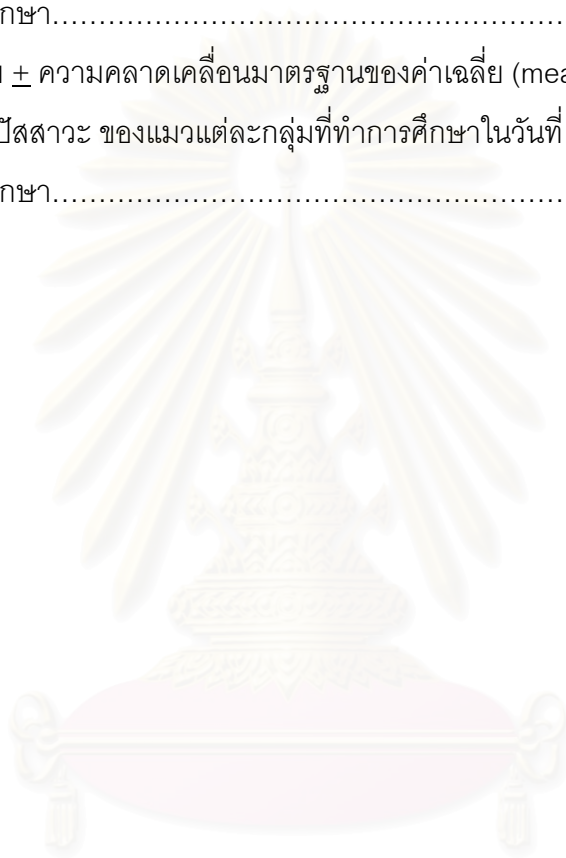 กษา……………………………………………………
± ความคลาดเคลื่อนมาตรฐานของค่าเฉลี่ย (mea
ปัสสาวะ ของแมวแต่ละกลุ่มที่ทำการศึกษาในวันที่
กษา……………………………………………………